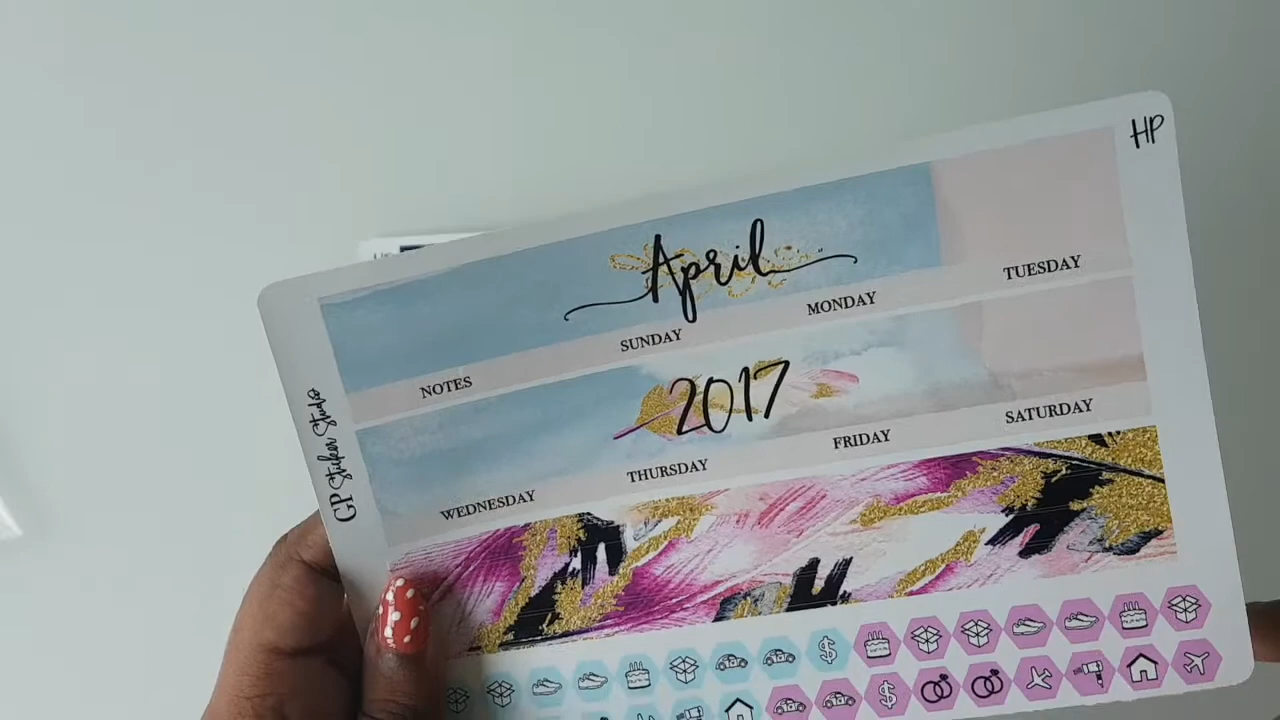 HP
April
NOTES SUNDAY MONDAY TUESDAY
2017
WEDNESDAY THURSDAY FRIDAY SATURDAY
GP Sticker Studio
$
$